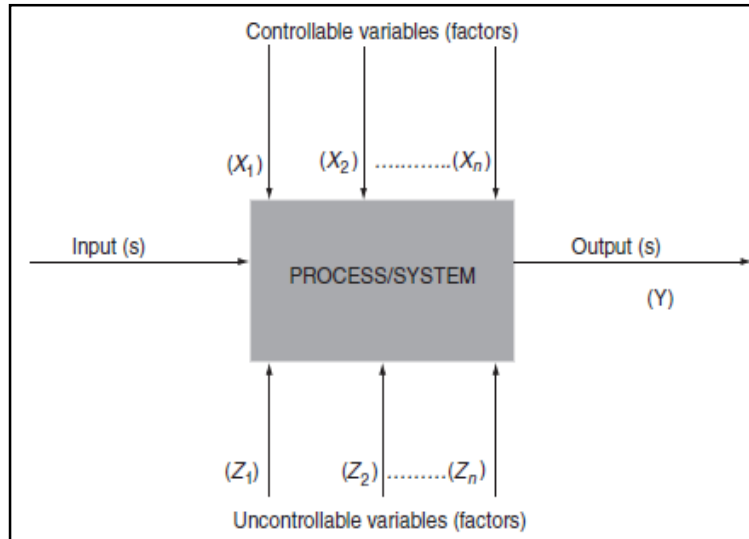 Controllable variables (factors)
(X1) (X2) ............. (Xn)
Input (s)
Output (s)
PROCESS/SYSTEM
(Y)
(Z1) (Z2) ......... (Zn)
Uncontrollable variables (factors)